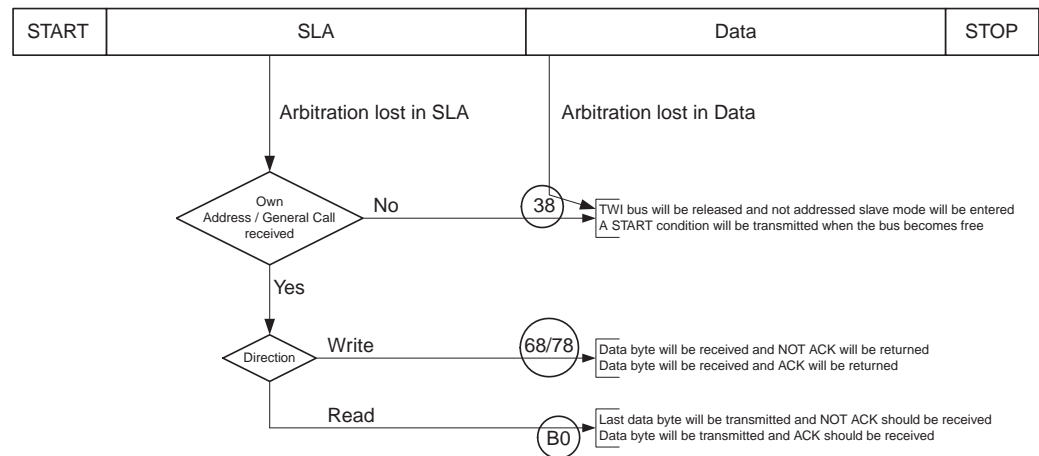 START SLA Data STOP
Arbitration lost in SLA Arbitration lost in Data
Own
Address / General Call
received
No
38
TWI bus will be released and not addressed slave mode will be entered
A START condition will be transmitted when the bus becomes free
Yes
Direction
Write
68/78
Data byte will be received and NOT ACK will be returned
Data byte will be received and ACK will be returned
Read
B0
Last data byte will be transmitted and NOT ACK should be received
Data byte will be transmitted and ACK should be received